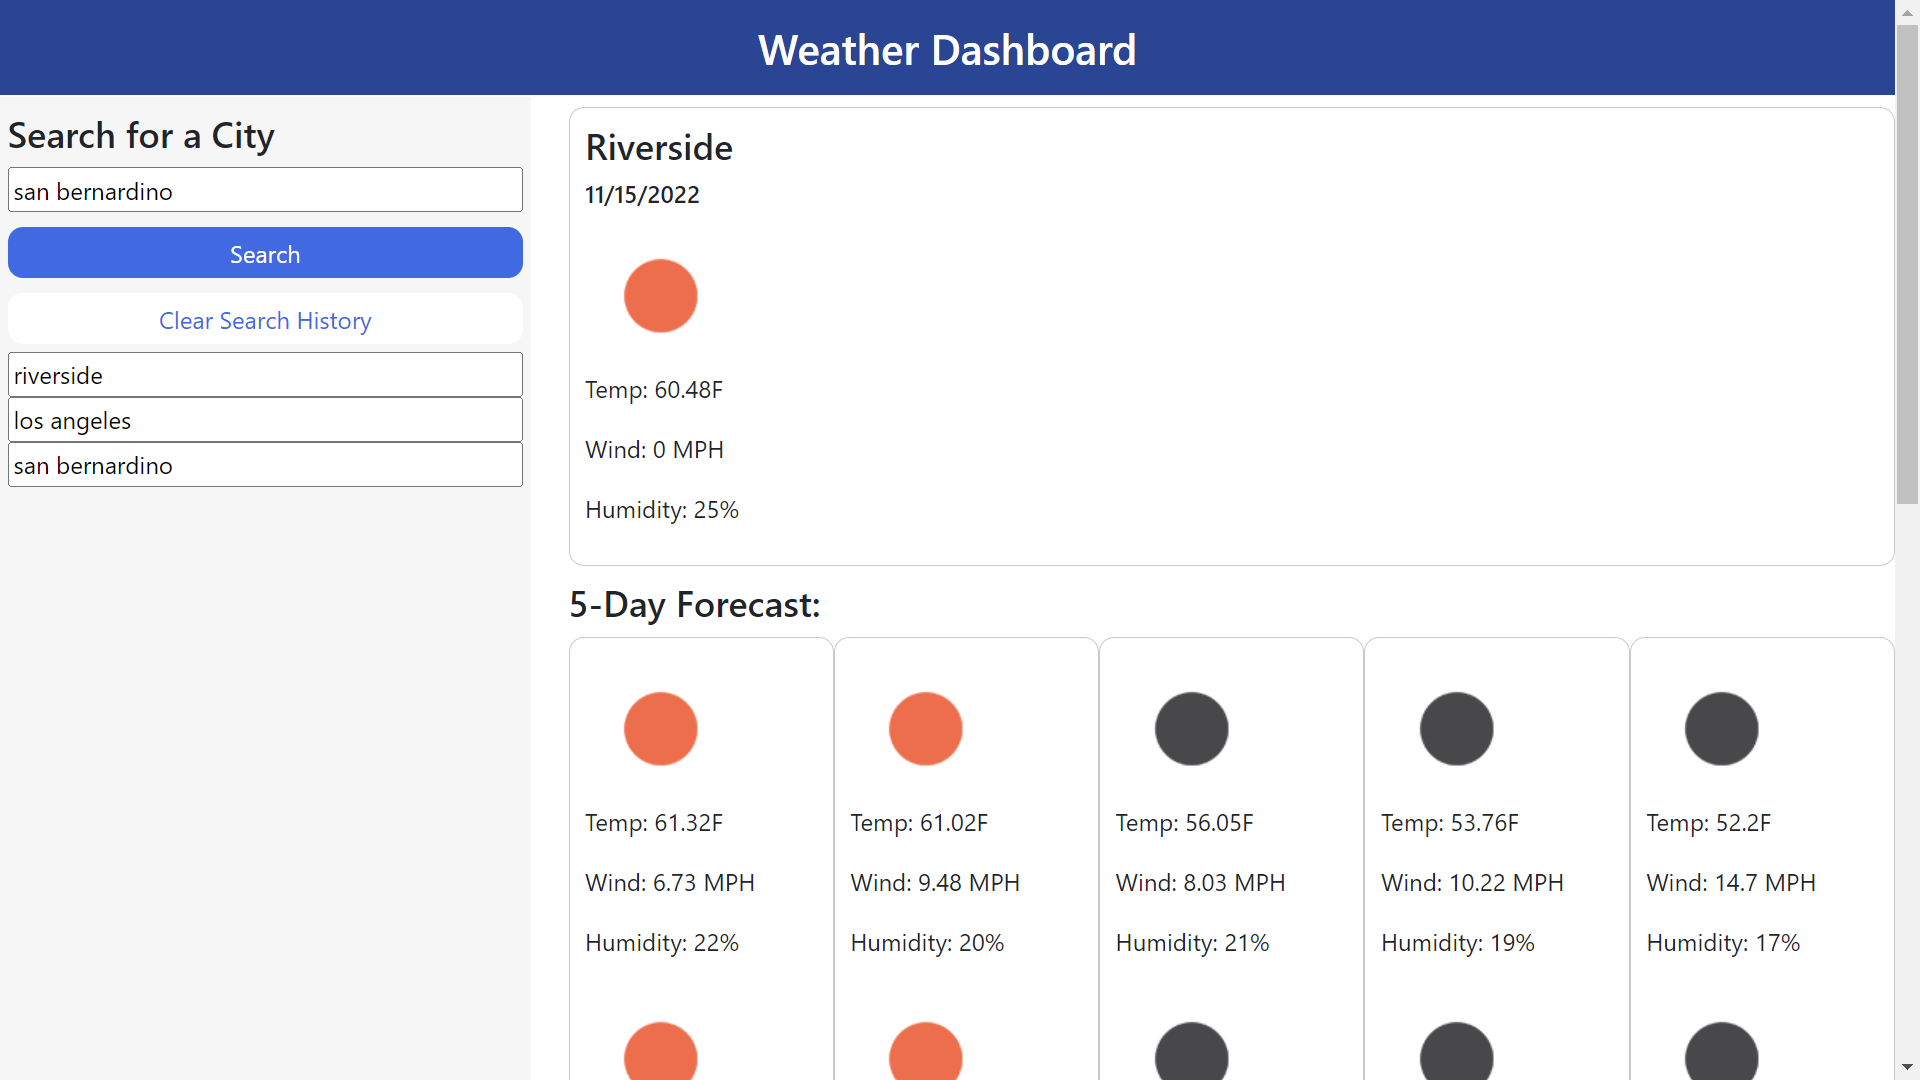 Weather Dashboard
Search for a City
san bernardino
Search
Clear Search History
riverside
los angeles
san bernardino
Riverside
11/15/2022
Temp: 60.48F
Wind: 0 MPH
Humidity: 25%
5-Day Forecast:
Temp: 61.32F
Wind: 6.73 MPH
Humidity: 22%
Temp: 61.02F
Wind: 9.48 MPH
Humidity: 20%
Temp: 56.05F
Wind: 8.03 MPH
Humidity: 21%
Temp: 53.76F
Wind: 10.22 MPH
Humidity: 19%
Temp: 52.2F
Wind: 14.7 MPH
Humidity: 17%